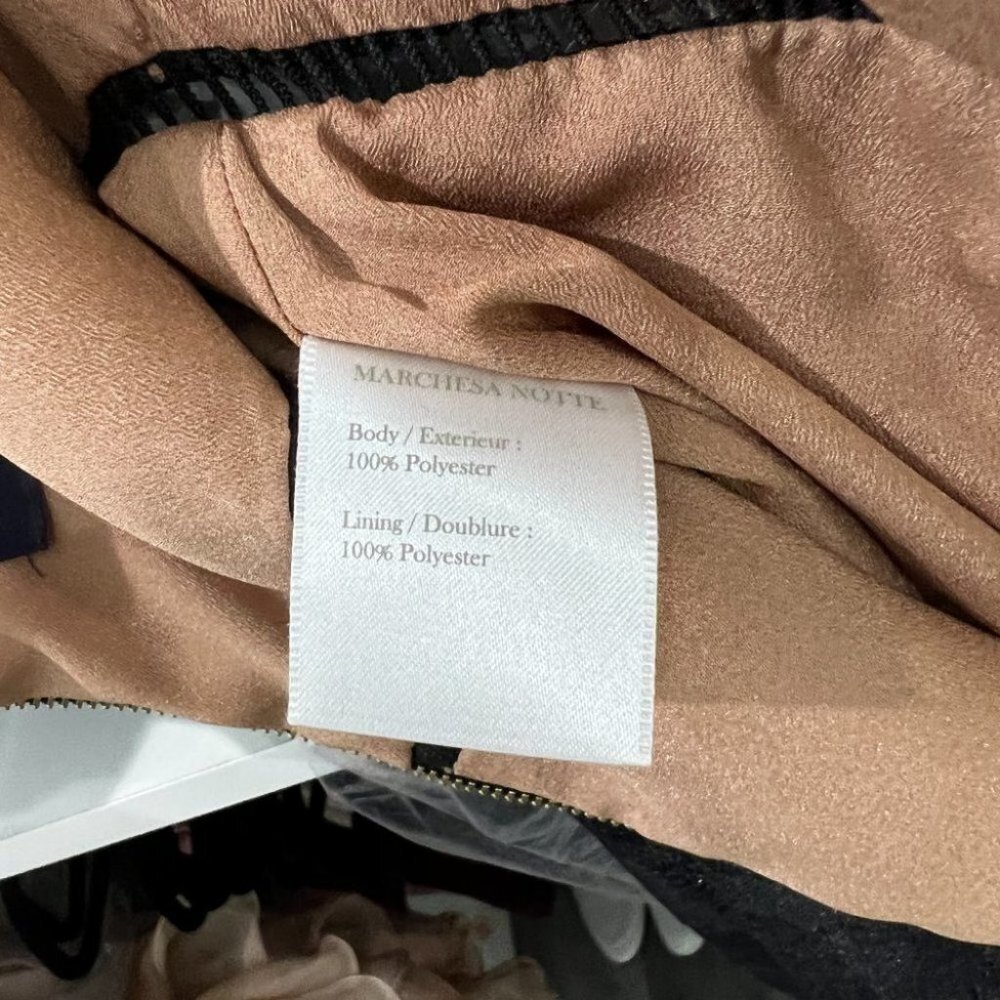 MARCHESA NOTTE
Body / Exterieur :
100% Polyester
Lining / Doublure :
100% Polyester